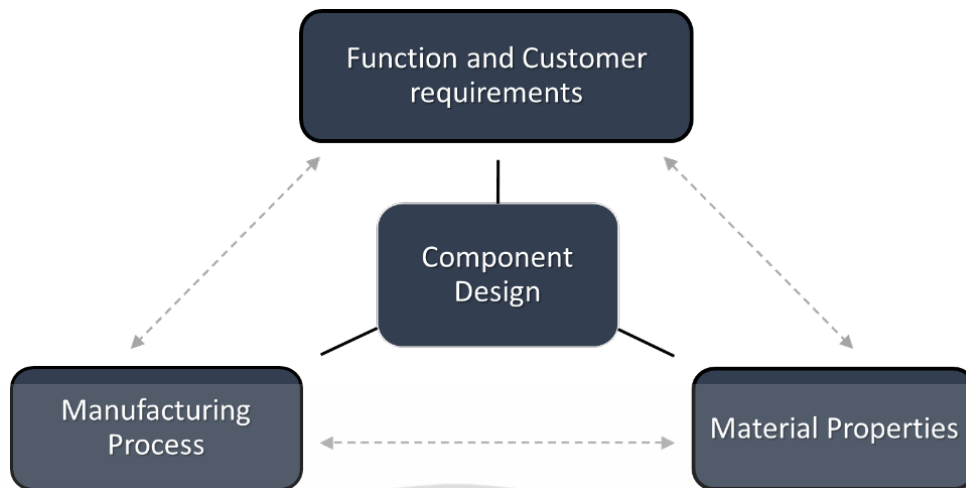 Function and Customer
requirements
Component
Design
Manufacturing
Process
Material Properties